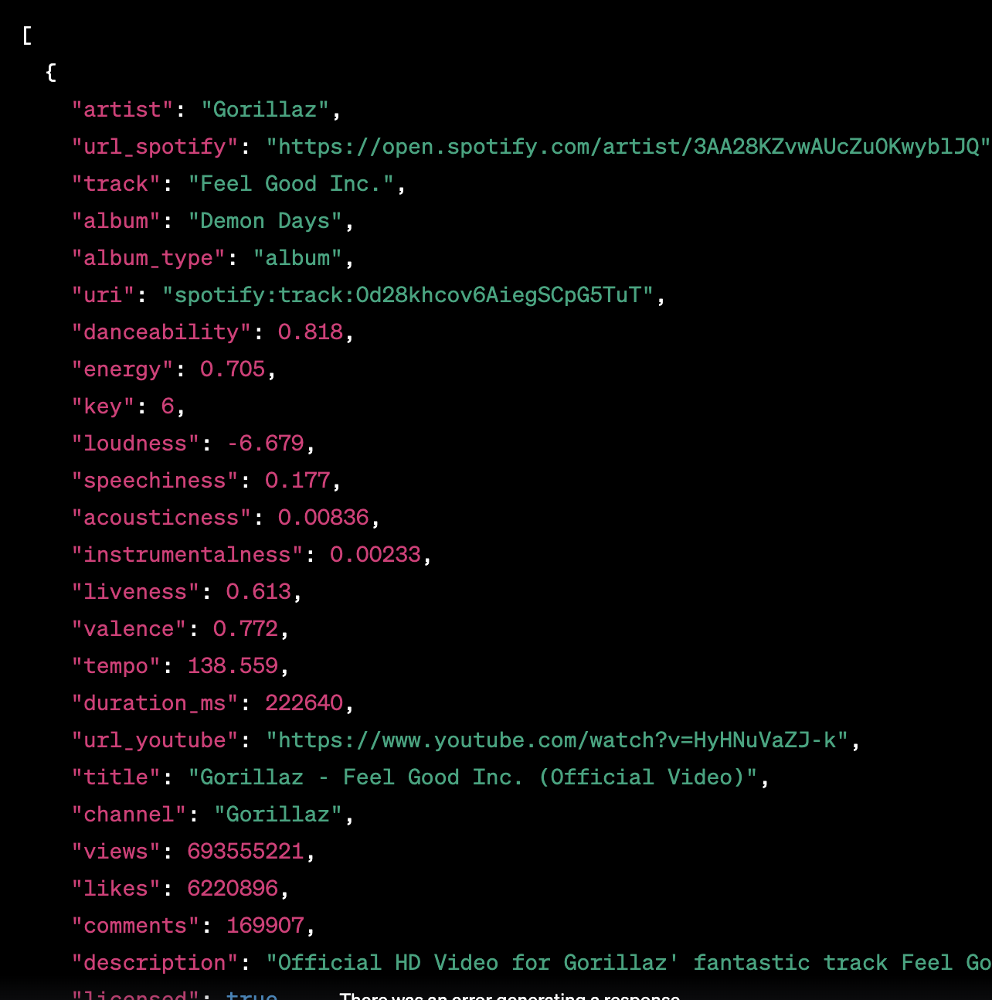 [
{
"artist": "Gorillaz",
"url_spotify": "https://open.spotify.com/artist/3AA28KZvwAUcZuOKwyblJQ"
"track": "Feel Good Inc.",
"album": "Demon Days",
"album_type": "album",
"uri": "spotify:track:0d28khcov6AiegSCpG5TuT",
"danceability": 0.818,
"energy": 0.705,
"key": 6,
"loudness": -6.679,
"speechiness": 0.177,
"acousticness": 0.00836,
"instrumentalness": 0.00233,
"liveness": 0.613,
"valence": 0.772,
"tempo": 138.559,
"duration_ms": 222640,
"url_youtube": "https://www.youtube.com/watch?v=HyHNuVaZJ-k",
"title": "Gorillaz - Feel Good Inc. (Official Video)",
"channel": "Gorillaz",
"views": 693555221,
"likes": 6220896,
"comments": 169907,
"description": "Official HD Video for Gorillaz' fantastic track Feel Go
"licensed": true
There was an error generating a response